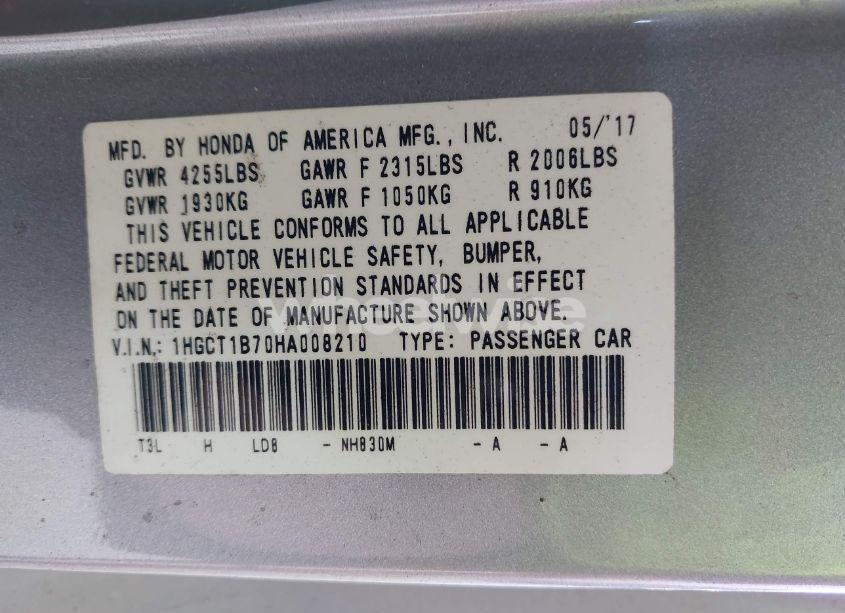 MFD. BY HONDA OF AMERICA MFG., INC. 05/'17
GVWR 4255LBS GAWR F 2315LBS R 2006LBS
GVWR 1930KG GAWR F 1050KG R 910KG
THIS VEHICLE CONFORMS TO ALL APPLICABLE
FEDERAL MOTOR VEHICLE SAFETY, BUMPER,
AND THEFT PREVENTION STANDARDS IN EFFECT
ON THE DATE OF MANUFACTURE SHOWN ABOVE.
V.I.N.: 1HGCT1B70HA008210 TYPE: PASSENGER CAR
T3L H LD8 - NH830M - A - A